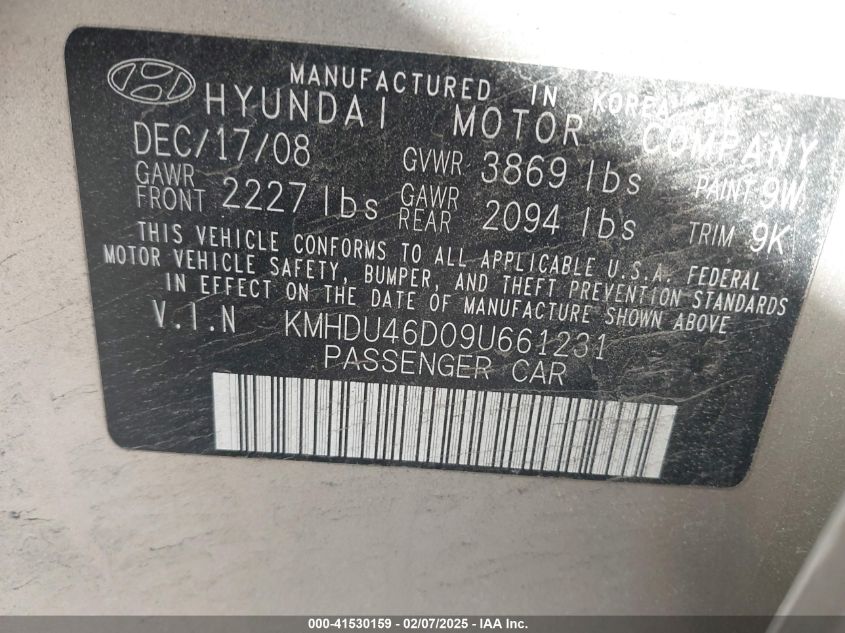 MANUFACTURED IN KOREA BY
HYUNDAI MOTOR COMPANY
DEC/17/08 GVWR 3869 lbs PAINT 9W
GAWR FRONT 2227 lbs GAWR REAR 2094 lbs TRIM 9K
THIS VEHICLE CONFORMS TO ALL APPLICABLE U.S.A. FEDERAL
MOTOR VEHICLE SAFETY, BUMPER, AND THEFT PREVENTION STANDARDS
IN EFFECT ON THE DATE OF MANUFACTURE SHOWN ABOVE.
V.I.N KMHDU46D09U661231
PASSENGER CAR
000-41530159 - 02/07/2025 - IAA Inc.